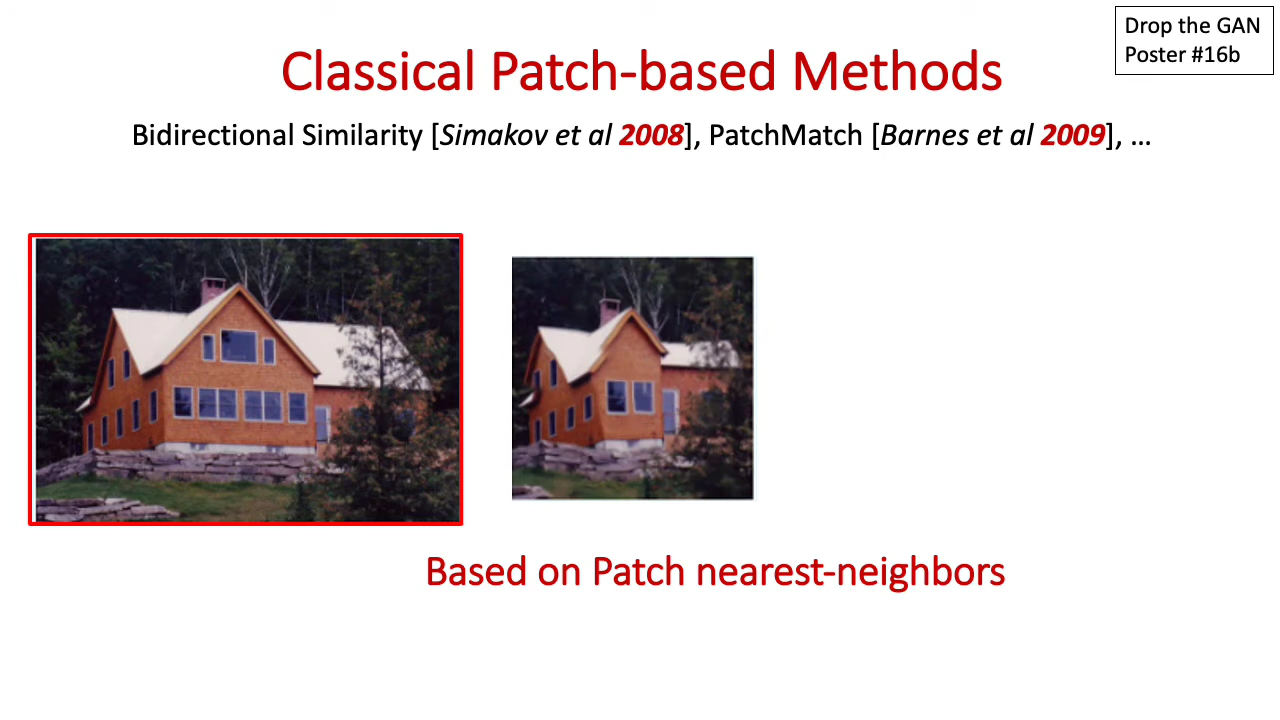 Drop the GAN
Poster #16b
Classical Patch-based Methods
Bidirectional Similarity [Simakov et al 2008], PatchMatch [Barnes et al 2009], …
Based on Patch nearest-neighbors